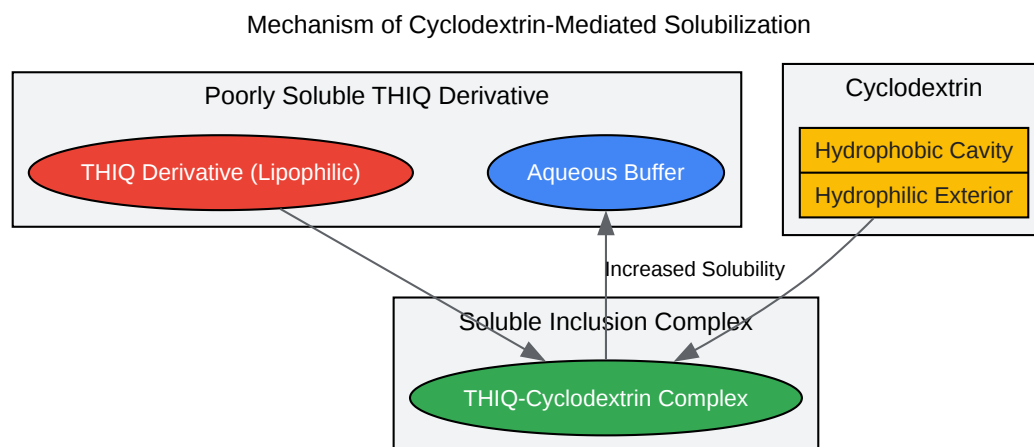 Mechanism of Cyclodextrin-Mediated Solubilization
Poorly Soluble THIQ Derivative
Cyclodextrin
THIQ Derivative (Lipophilic)
Aqueous Buffer
Hydrophobic Cavity
Hydrophilic Exterior
Increased Solubility
Soluble Inclusion Complex
THIQ-Cyclodextrin Complex